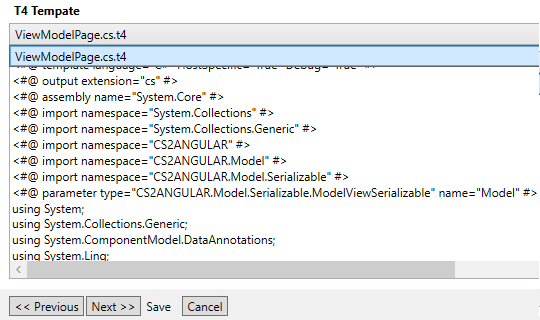 T4 Tempate
ViewModelPage.cs.t4
ViewModelPage.cs.t4
<#@ template language="C#" HostSpecific="True" Debug="True" #>
<#@ output extension="cs" #>
<#@ assembly name="System.Core" #>
<#@ import namespace="System.Collections" #>
<#@ import namespace="System.Collections.Generic" #>
<#@ import namespace="CS2ANGULAR" #>
<#@ import namespace="CS2ANGULAR.Model" #>
<#@ import namespace="CS2ANGULAR.Model.Serializable" #>
<#@ parameter type="CS2ANGULAR.Model.Serializable.ModelViewSerializable" name="Model" #>
using System;
using System.Collections.Generic;
using System.ComponentModel.DataAnnotations;
using System.Linq;
<< Previous Next >> Save Cancel